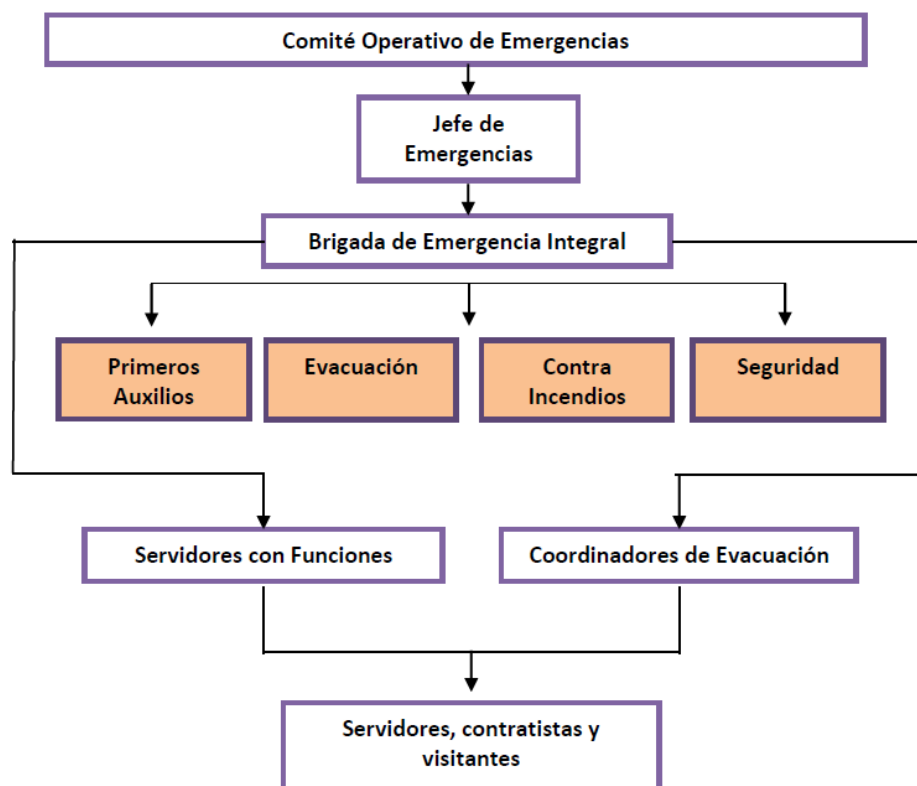 Comité Operativo de Emergencias
Jefe de
Emergencias
Brigada de Emergencia Integral
Primeros
Auxilios
Evacuación
Contra
Incendios
Seguridad
Servidores con Funciones
Coordinadores de Evacuación
Servidores, contratistas y
visitantes